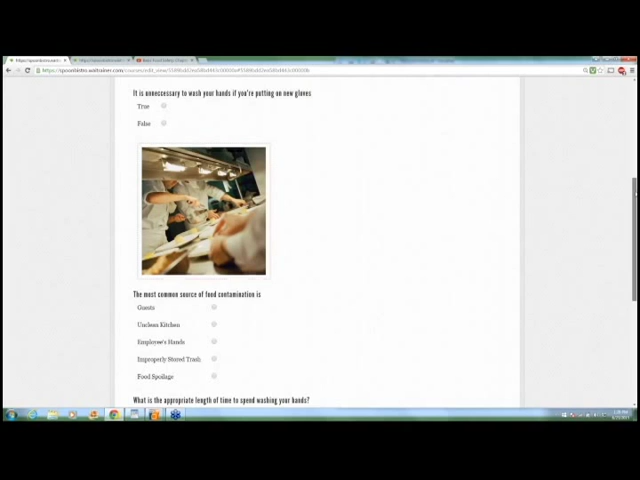 It is unneccessary to wash your hands if you're putting on new gloves
True
False
The most common source of food contamination is
Guests
Unclean Kitchen
Employee's Hands
Improperly Stored Trash
Food Spoilage
What is the appropriate length of time to spend washing your hands?